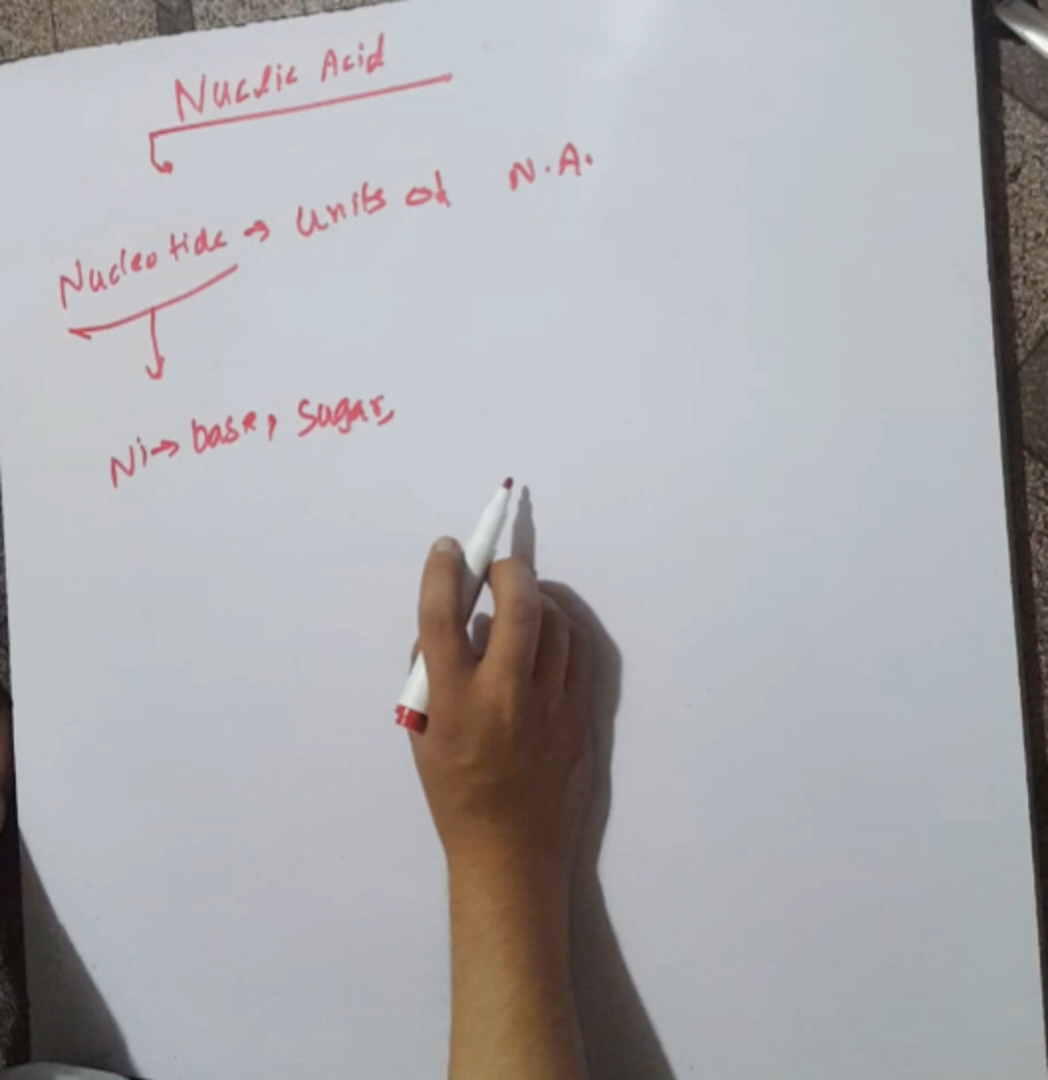 Nucleic Acid
Nucleotide → Units of N.A.
Ni→ base, Sugar,